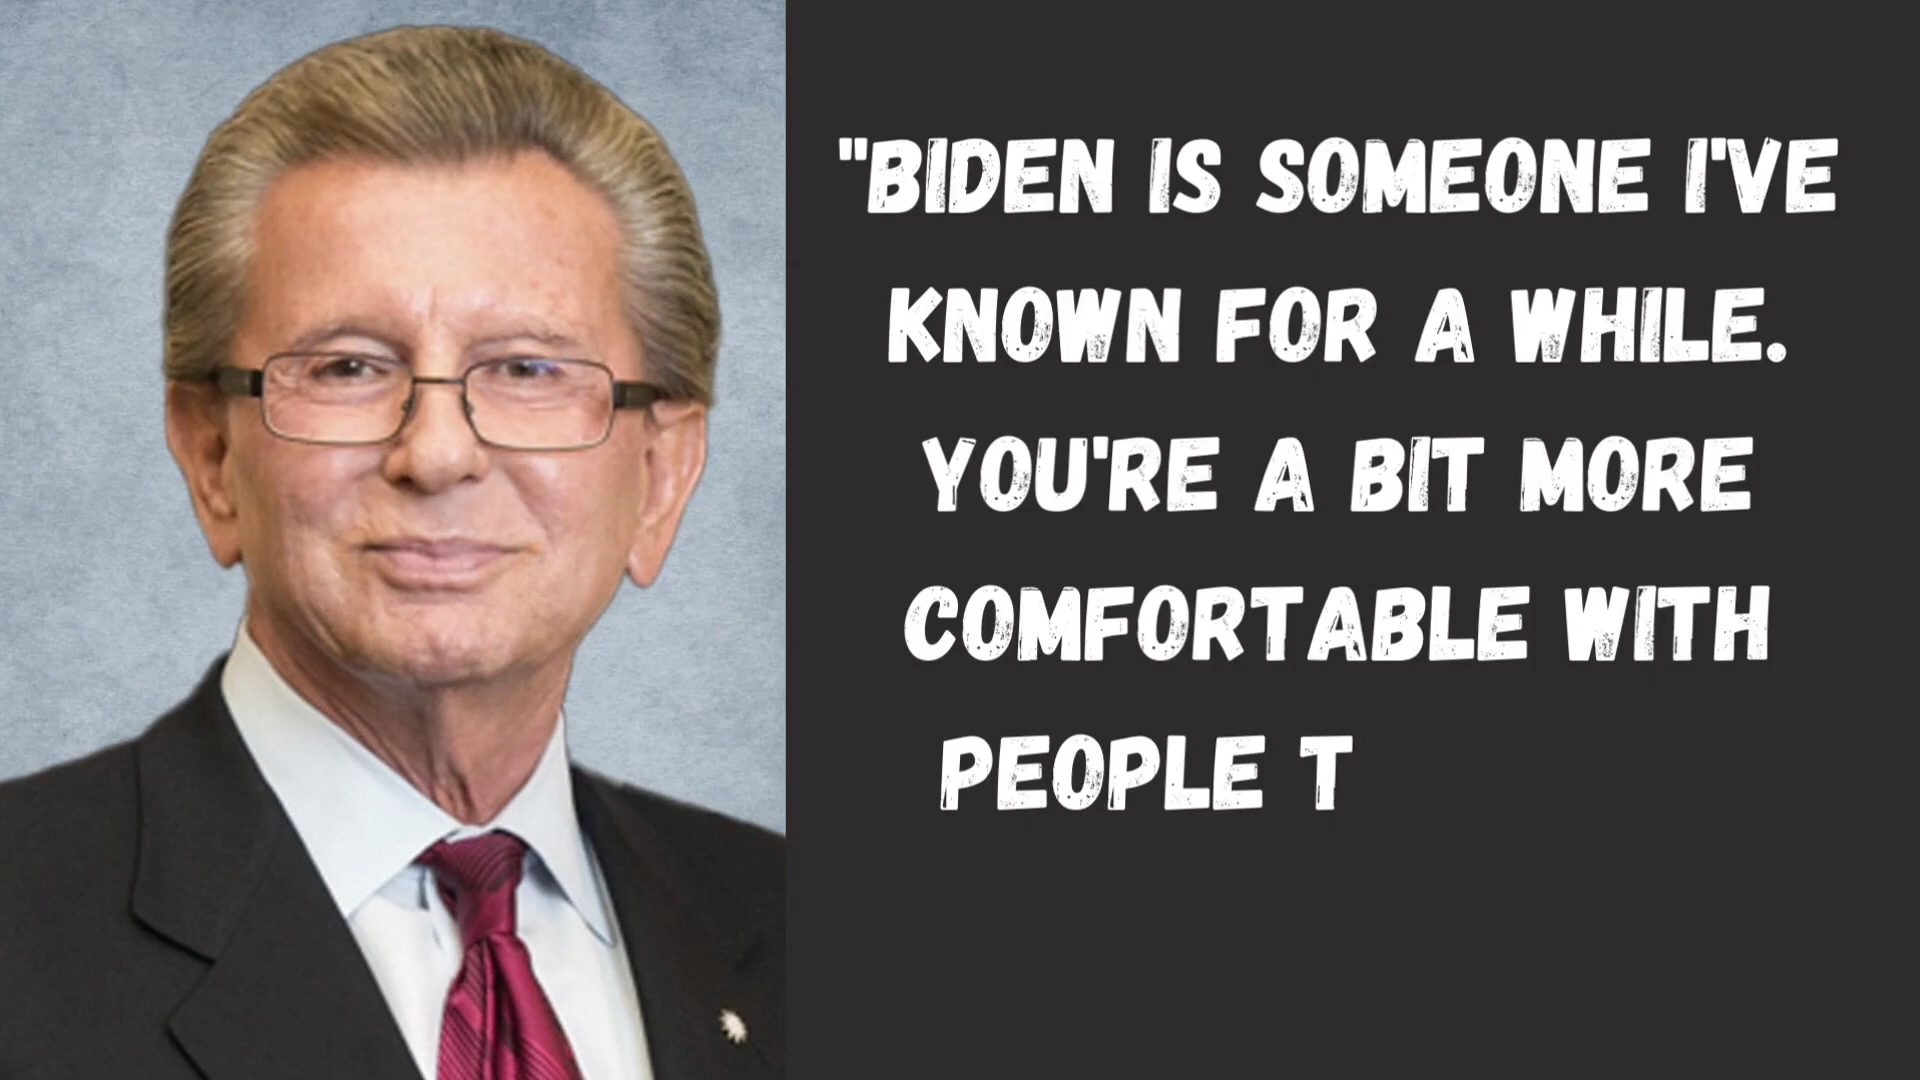 "BIDEN IS SOMEONE I'VE
KNOWN FOR A WHILE.
YOU'RE A BIT MORE
COMFORTABLE WITH
PEOPLE T